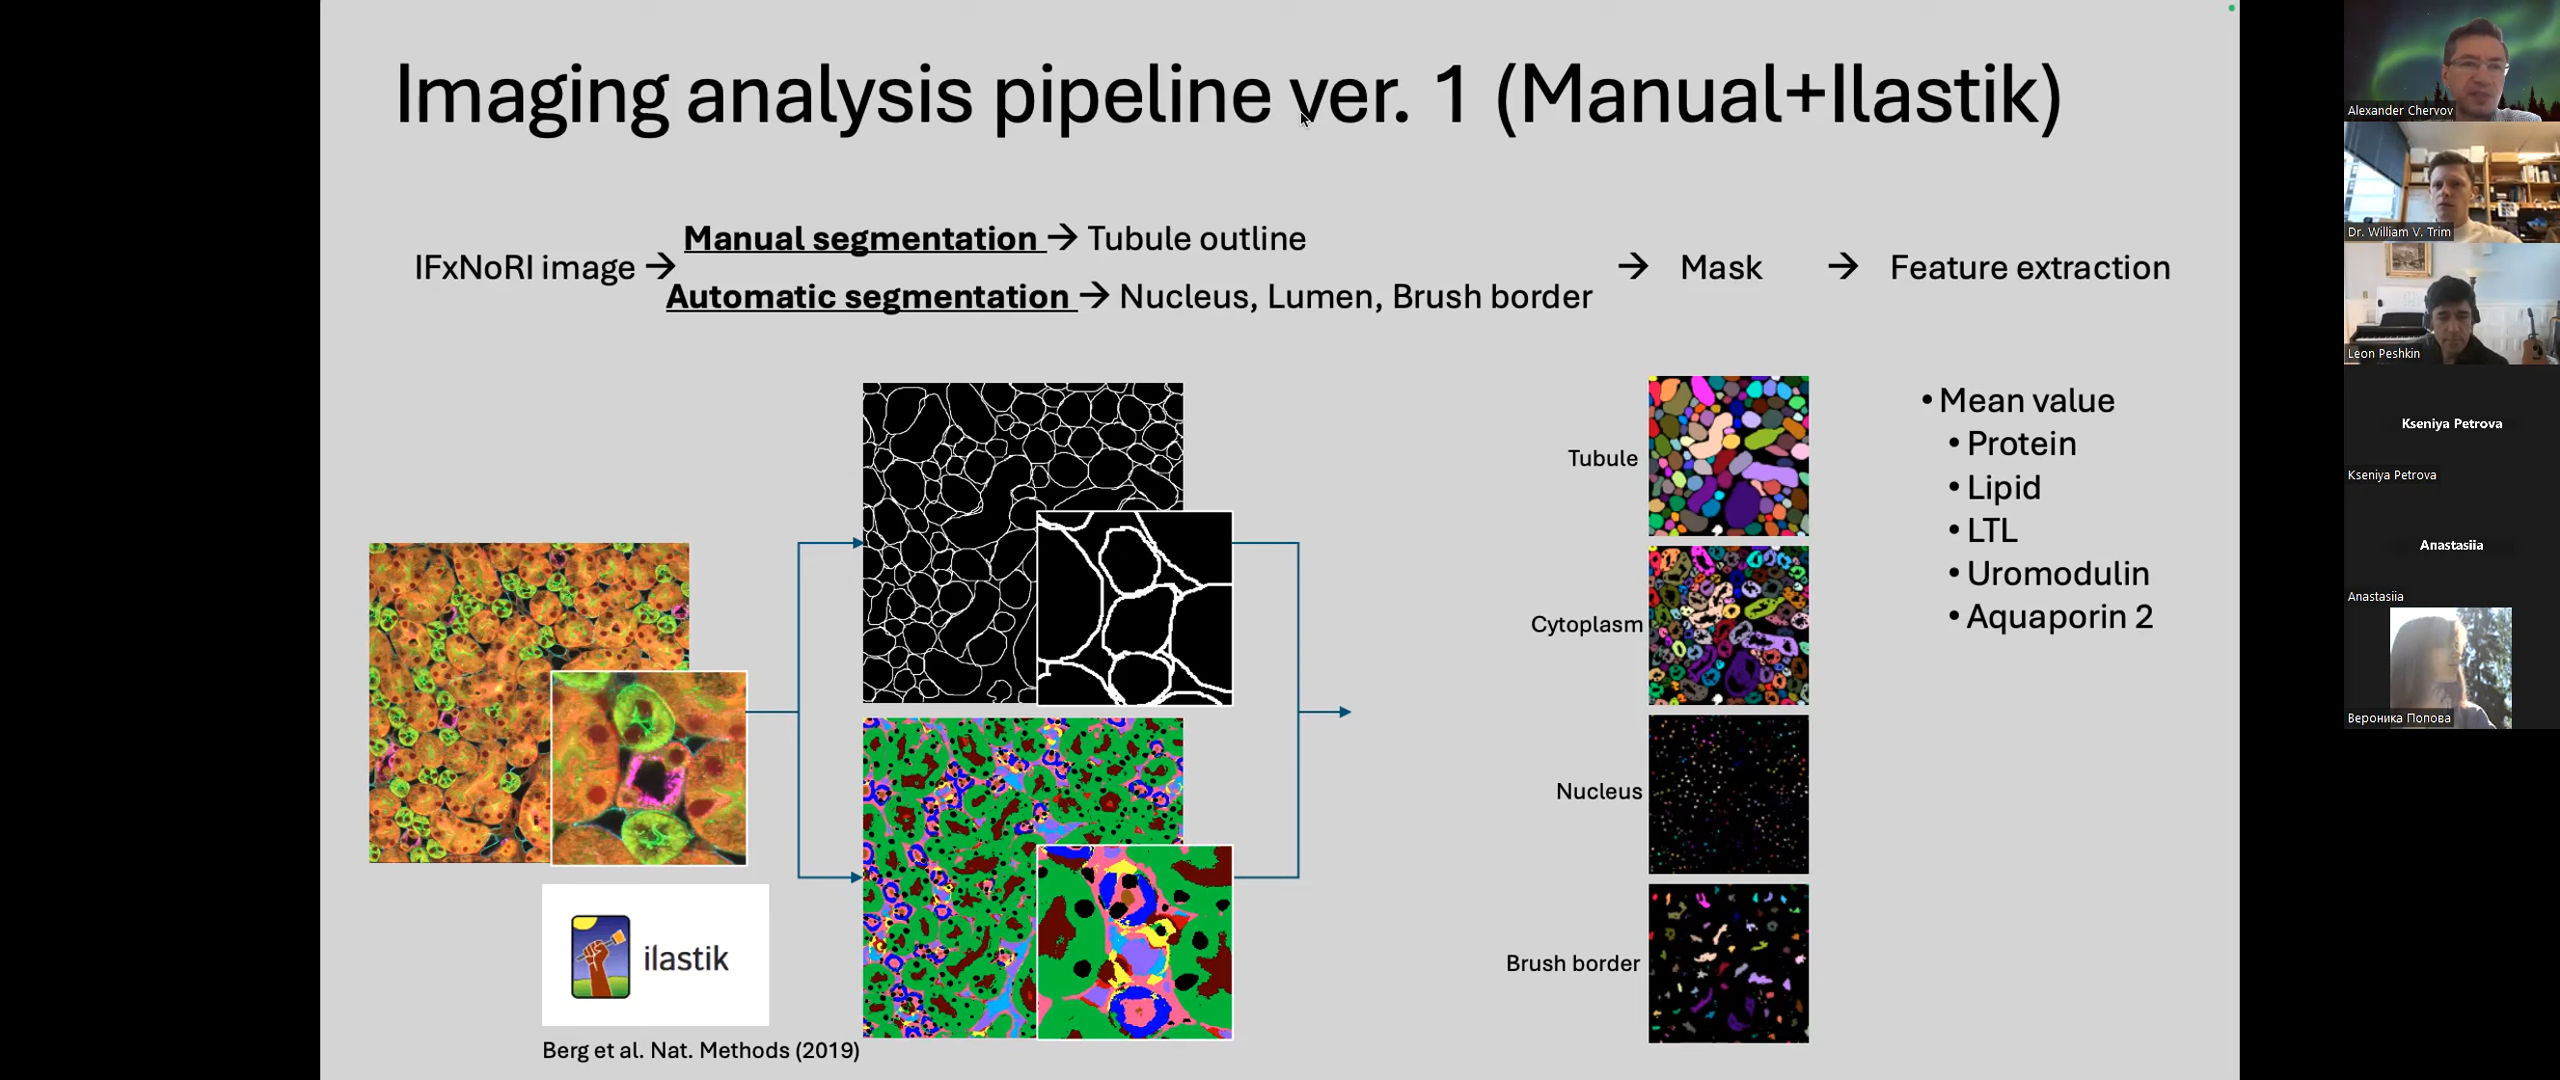 Imaging analysis pipeline ver. 1 (Manual+Ilastik)
IFxNoRI image →
Manual segmentation → Tubule outline
Automatic segmentation → Nucleus, Lumen, Brush border
→ Mask → Feature extraction
Tubule
Cytoplasm
Nucleus
Brush border
• Mean value
• Protein
• Lipid
• LTL
• Uromodulin
• Aquaporin 2
ilastik
Berg et al. Nat. Methods (2019)
Alexander Chervov
Dr. William V. Trim
Leon Peshkin
Kseniya Petrova
Kseniya Petrova
Anastasiia
Anastasiia
Вероника Попова